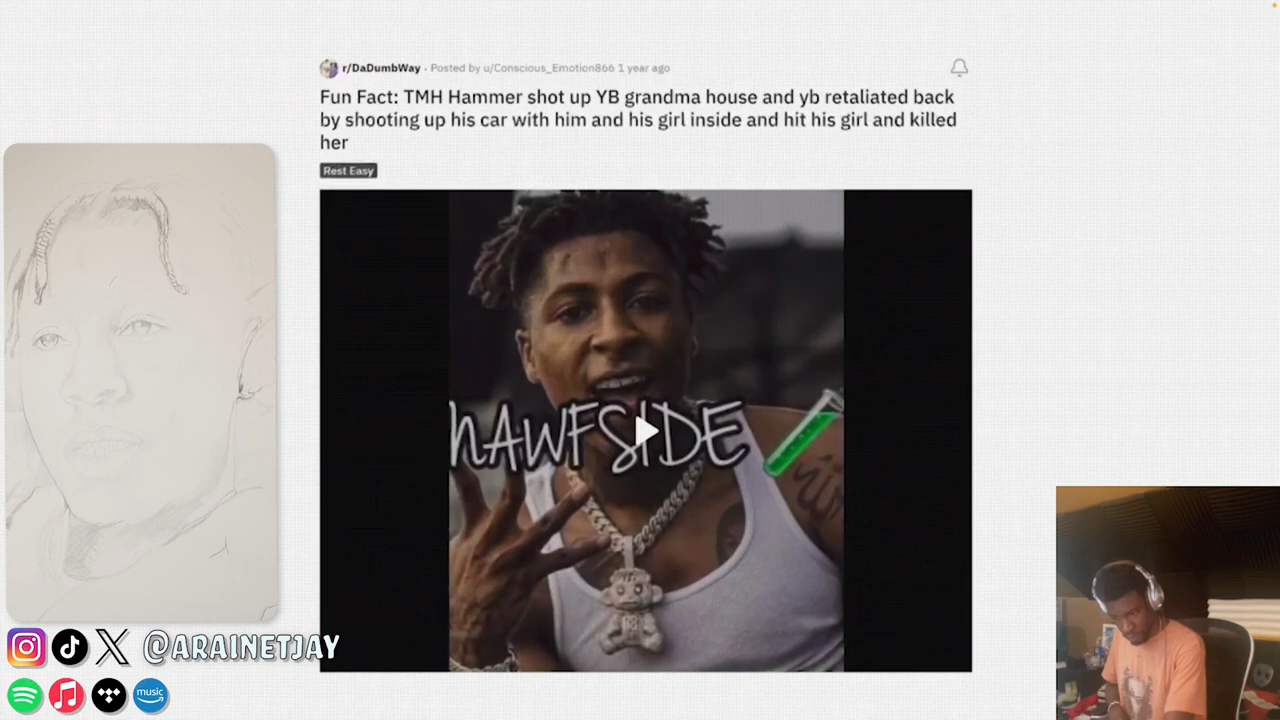 r/DaDumbWay · Posted by u/Conscious_Emotion866 1 year ago
Fun Fact: TMH Hammer shot up YB grandma house and yb retaliated back
by shooting up his car with him and his girl inside and hit his girl and killed
her
Rest Easy
hAWFSIDE
@ARAINETJAY
music